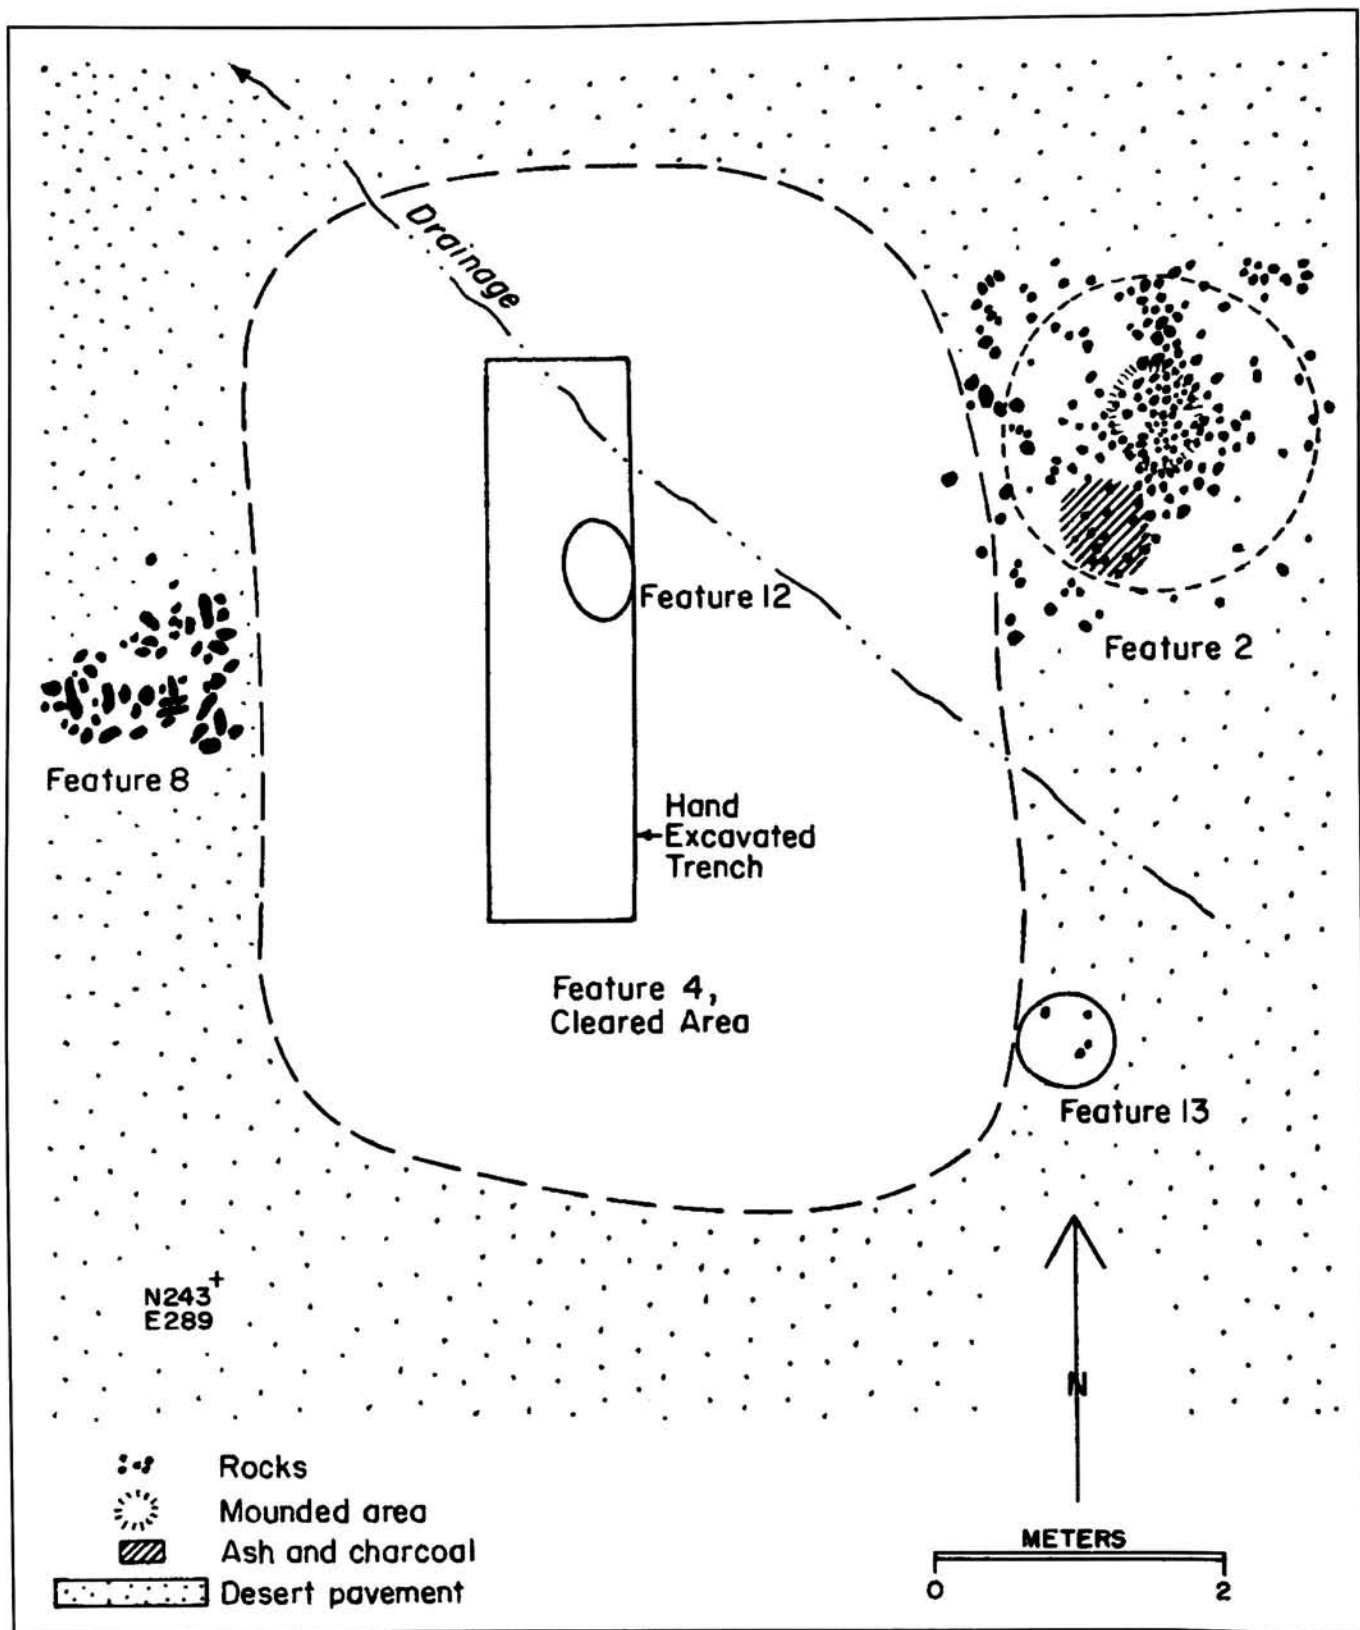 Drainage
Feature 12
Feature 2
Feature 8
Hand
Excavated
Trench
Feature 4,
Cleared Area
Feature 13
N243
E289
N
Rocks
Mounded area
Ash and charcoal
Desert pavement
METERS
0 2